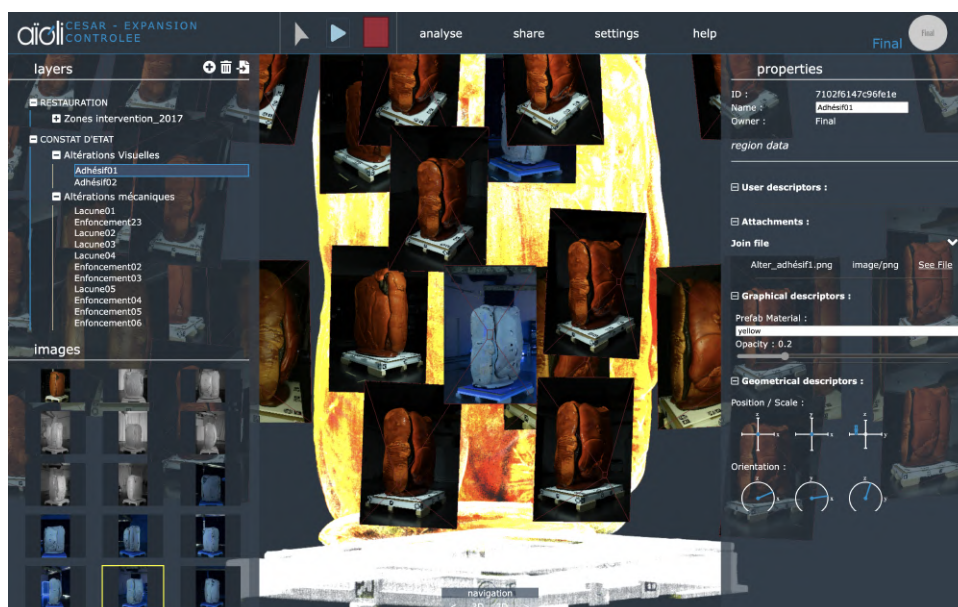 aïoli
CESAR - EXPANSION
CONTROLEE
analyse
share
settings
help
Final
Final
layers
RESTAURATION
Zones intervention_2017
CONSTAT D'ETAT
Altérations Visuelles
Adhésif01
Adhésif02
Altérations mécaniques
Lacune01
Enfoncement23
Lacune02
Lacune03
Lacune04
Enfoncement02
Enfoncement03
Lacune05
Enfoncement04
Enfoncement05
Enfoncement06
images
navigation
properties
ID : 7102f6147c96fe1e
Name : Adhésif01
Owner : Final
region data
User descriptors :
Attachments :
Join file
Alter_adhésif1.png image/png See File
Graphical descriptors :
Prefab Material :
yellow
Opacity : 0.2
Geometrical descriptors :
Position / Scale :
Orientation :